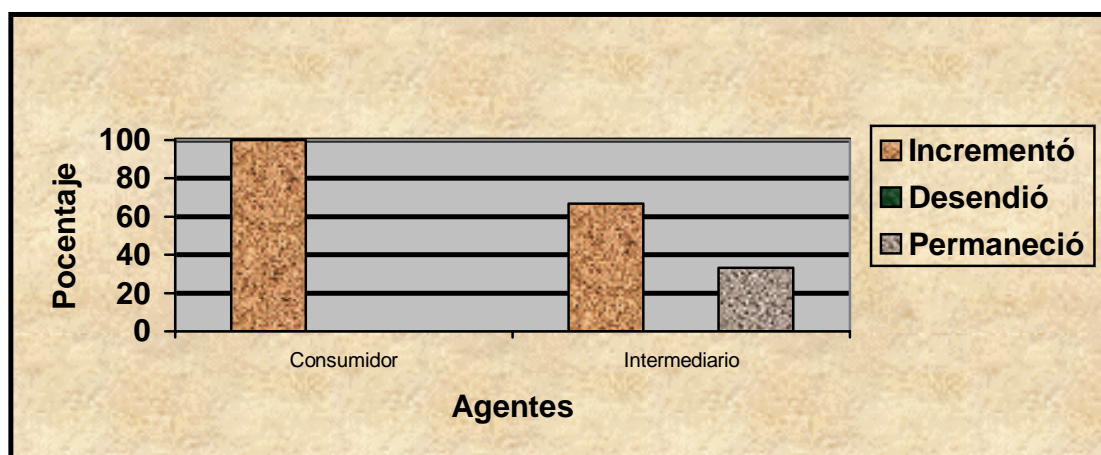 Pocentaje
100
80
60
40
20
0
Consumidor Intermediario
Agentes
Incrementó
Desendió
Permaneció